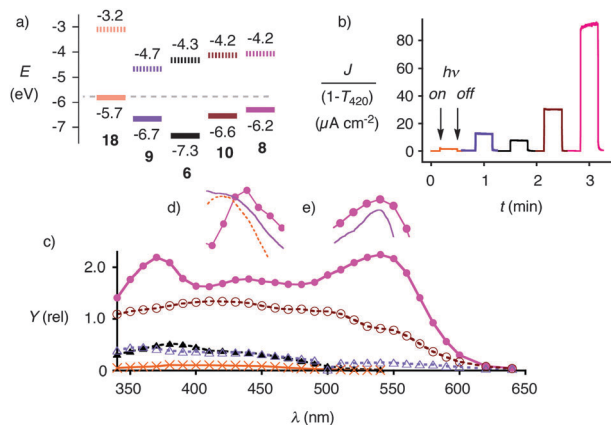 a)
-3.2
-3
-4.7
-4.3
-4.2
-4.2
-4
E
-5
(eV)
-6
-5.7
-7
-6.7
-7.3
-6.6
-6.2
18
9
6
10
8
b)
80
60
40
20
0
J
(1-T420)
(μA cm-2)
hν
on
off
0
1
2
3
t (min)
d)
e)
c)
2.0
Y (rel)
1.0
0.0
350
400
450
500
550
600
650
λ (nm)